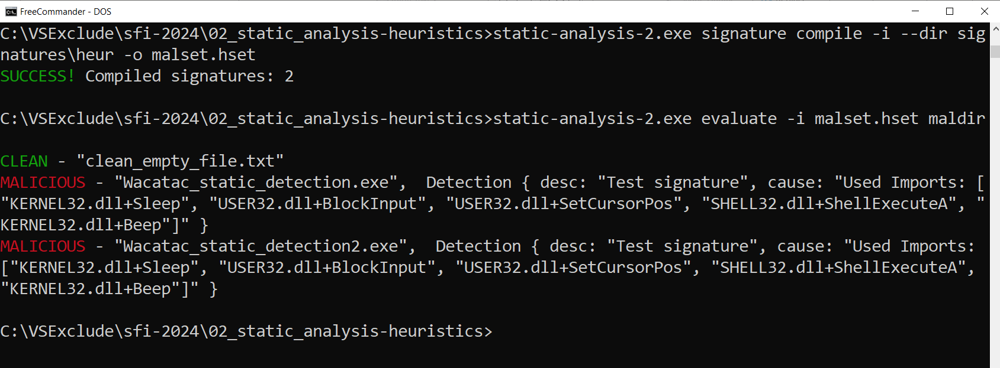 FreeCommander - DOS
C:\VSExclude\sfi-2024\02_static_analysis-heuristics>static-analysis-2.exe signature compile -i --dir sig
natures\heur -o malset.hset
SUCCESS! Compiled signatures: 2
C:\VSExclude\sfi-2024\02_static_analysis-heuristics>static-analysis-2.exe evaluate -i malset.hset maldir
CLEAN - "clean_empty_file.txt"
MALICIOUS - "Wacatac_static_detection.exe",  Detection { desc: "Test signature", cause: "Used Imports: [
"KERNEL32.dll+Sleep", "USER32.dll+BlockInput", "USER32.dll+SetCursorPos", "SHELL32.dll+ShellExecuteA", "
KERNEL32.dll+Beep"]" }
MALICIOUS - "Wacatac_static_detection2.exe",  Detection { desc: "Test signature", cause: "Used Imports:
["KERNEL32.dll+Sleep", "USER32.dll+BlockInput", "USER32.dll+SetCursorPos", "SHELL32.dll+ShellExecuteA",
"KERNEL32.dll+Beep"]" }
C:\VSExclude\sfi-2024\02_static_analysis-heuristics>